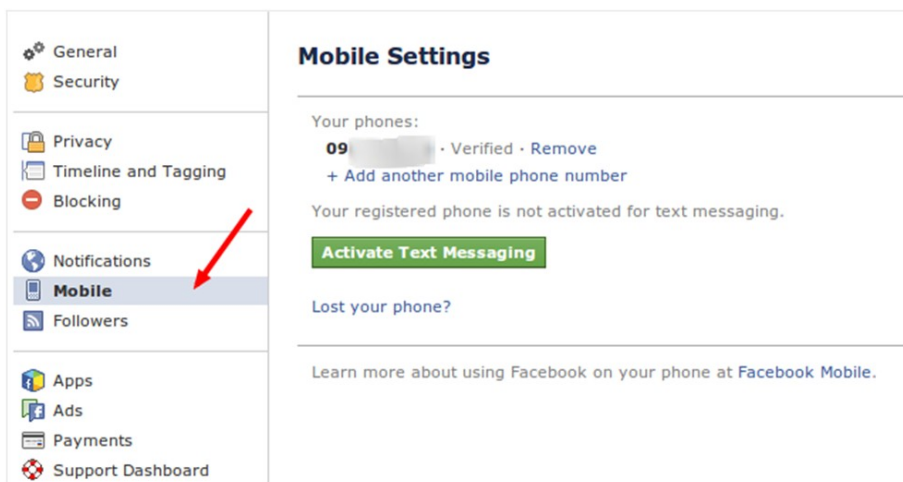 General
Security
Privacy
Timeline and Tagging
Blocking
Notifications
Mobile
Followers
Apps
Ads
Payments
Support Dashboard
Mobile Settings
Your phones:
09 · Verified · Remove
+ Add another mobile phone number
Your registered phone is not activated for text messaging.
Activate Text Messaging
Lost your phone?
Learn more about using Facebook on your phone at Facebook Mobile.